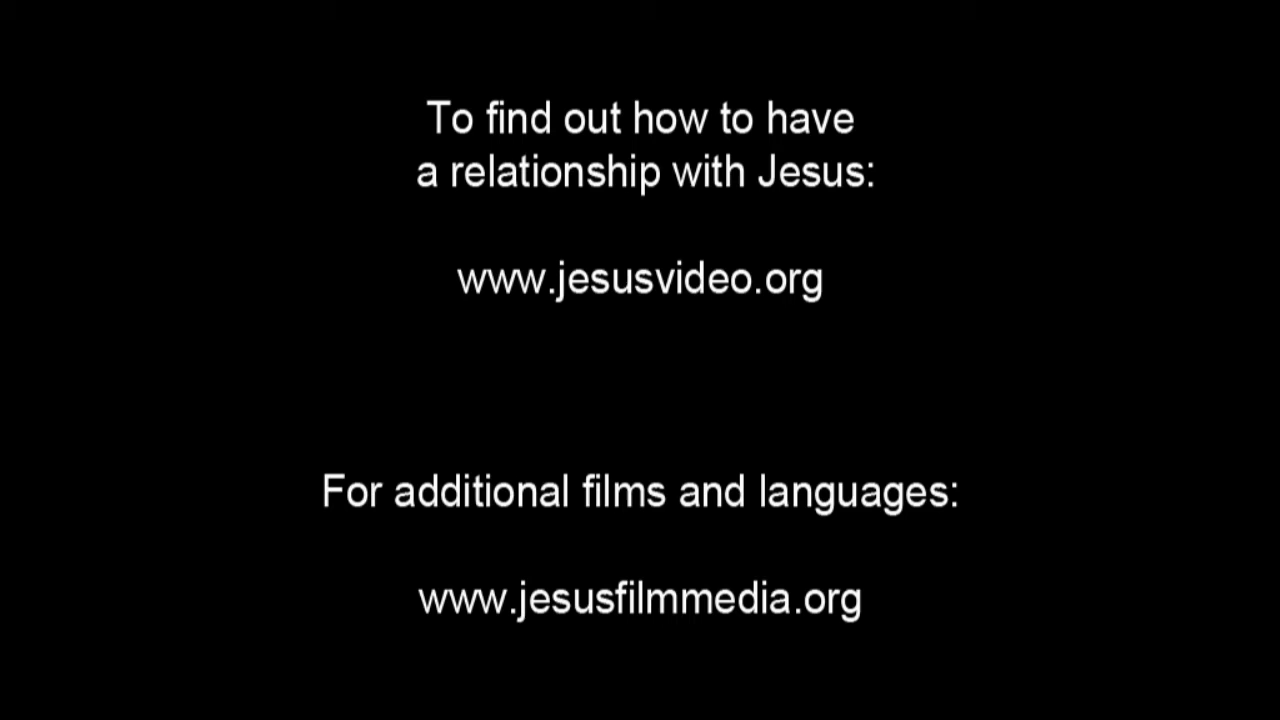 To find out how to have
a relationship with Jesus:
www.jesusvideo.org
For additional films and languages:
www.jesusfilmmedia.org